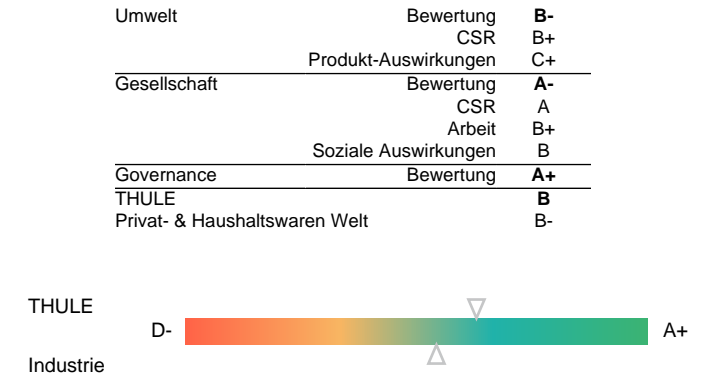 Umwelt Bewertung B-
CSR B+
Produkt-Auswirkungen C+
Gesellschaft Bewertung A-
CSR A
Arbeit B+
Soziale Auswirkungen B
Governance Bewertung A+
THULE B
Privat- & Haushaltswaren Welt B-
THULE
D- A+
Industrie